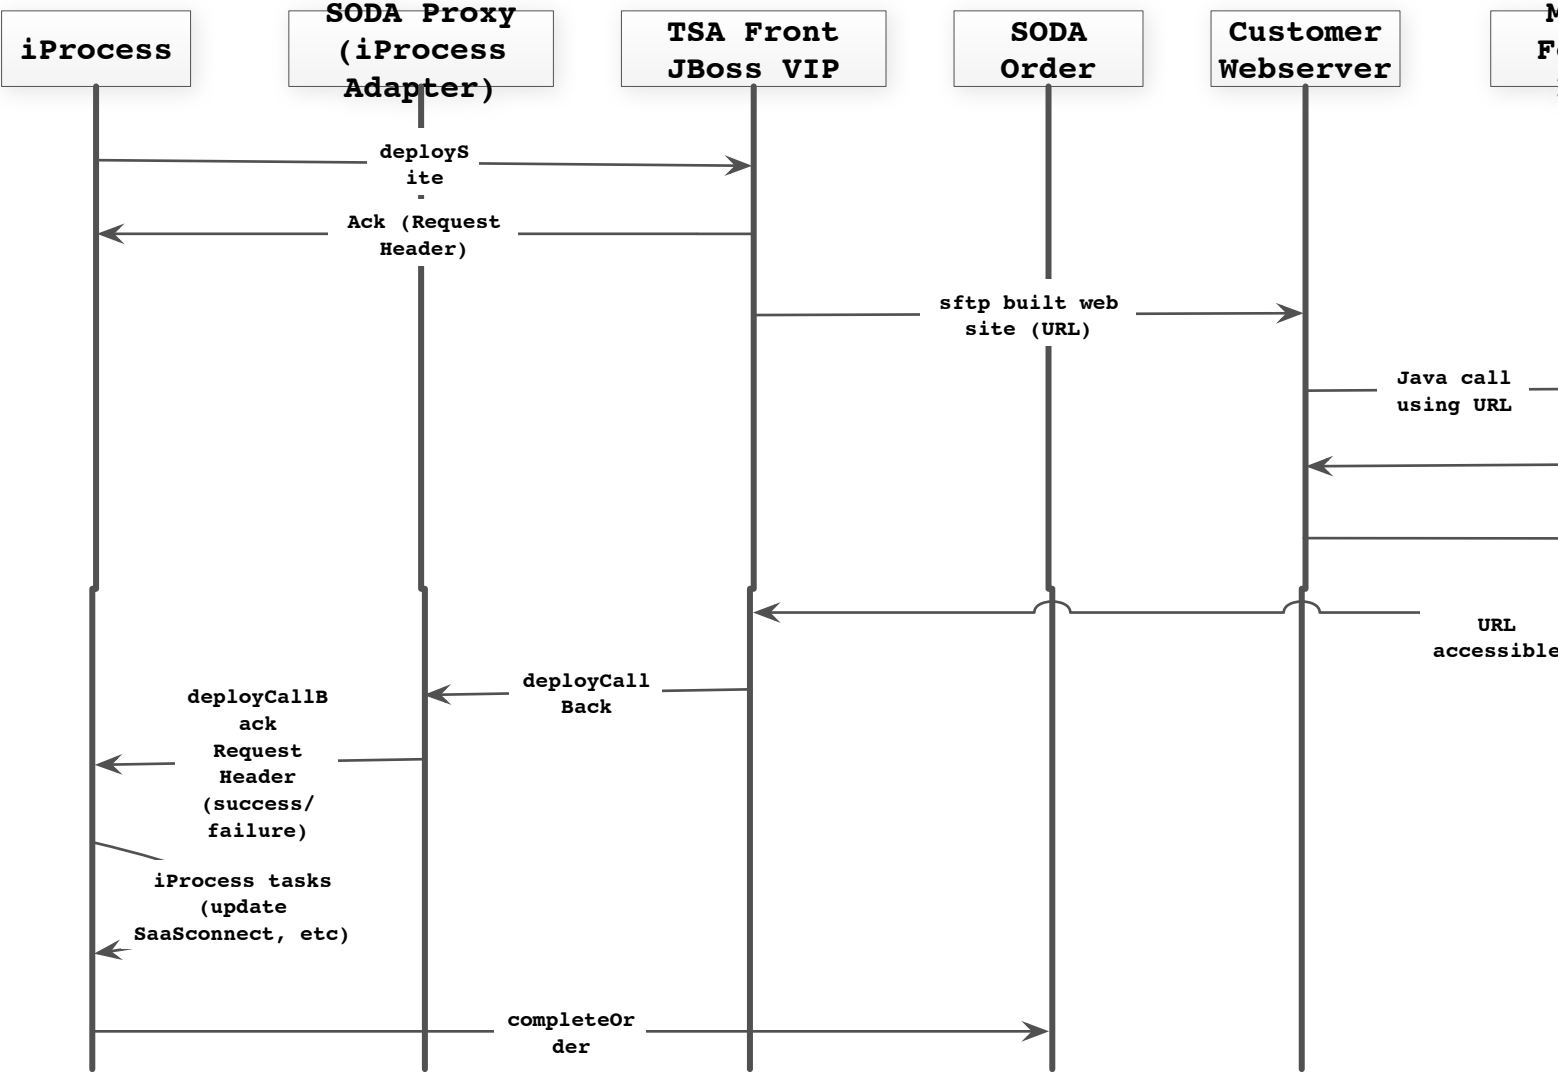 iProcess
SODA Proxy
(iProcess
Adapter)
TSA Front
JBoss VIP
SODA
Order
Customer
Webserver
deployS
ite
Ack (Request
Header)
sftp built web
site (URL)
Java call
using URL
URL
accessible
deployCall
Back
deployCallB
ack
Request
Header
(success/
failure)
iProcess tasks
(update
SaaSconnect, etc)
completeOr
der